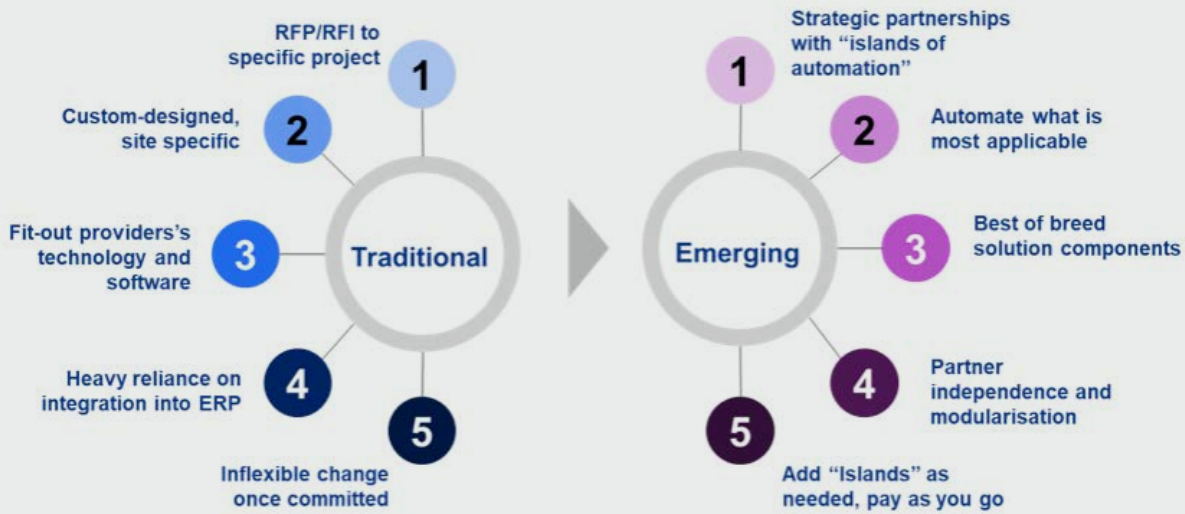 RFP/RFI to
specific project
1
Custom-designed,
site specific
2
Fit-out providers's
technology and
software
3
Heavy reliance on
integration into ERP
4
Inflexible change
once committed
5
Traditional
Strategic partnerships
with “islands of
automation”
1
Automate what is
most applicable
2
Best of breed
solution components
3
Partner
independence and
modularisation
4
Add “Islands” as
needed, pay as you go
5
Emerging